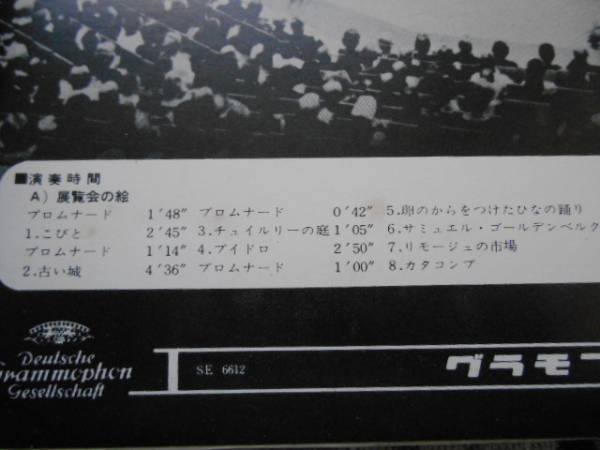 ■演奏時間
A）展覧会の絵
プロムナード 1′48″ プロムナード 0′42″ 5.卵のからをつけたひなの踊り
1.こびと 2′45″ 3.チュイルリーの庭 1′05″ 6.サミュエル・ゴールデンベルク
プロムナード 1′14″ 4.ブイドロ 2′50″ 7.リモージュの市場
2.古い城 4′36″ プロムナード 1′00″ 8.カタコンブ
Deutsche
Grammophon
Gesellschaft
SE 6612
グラモフ